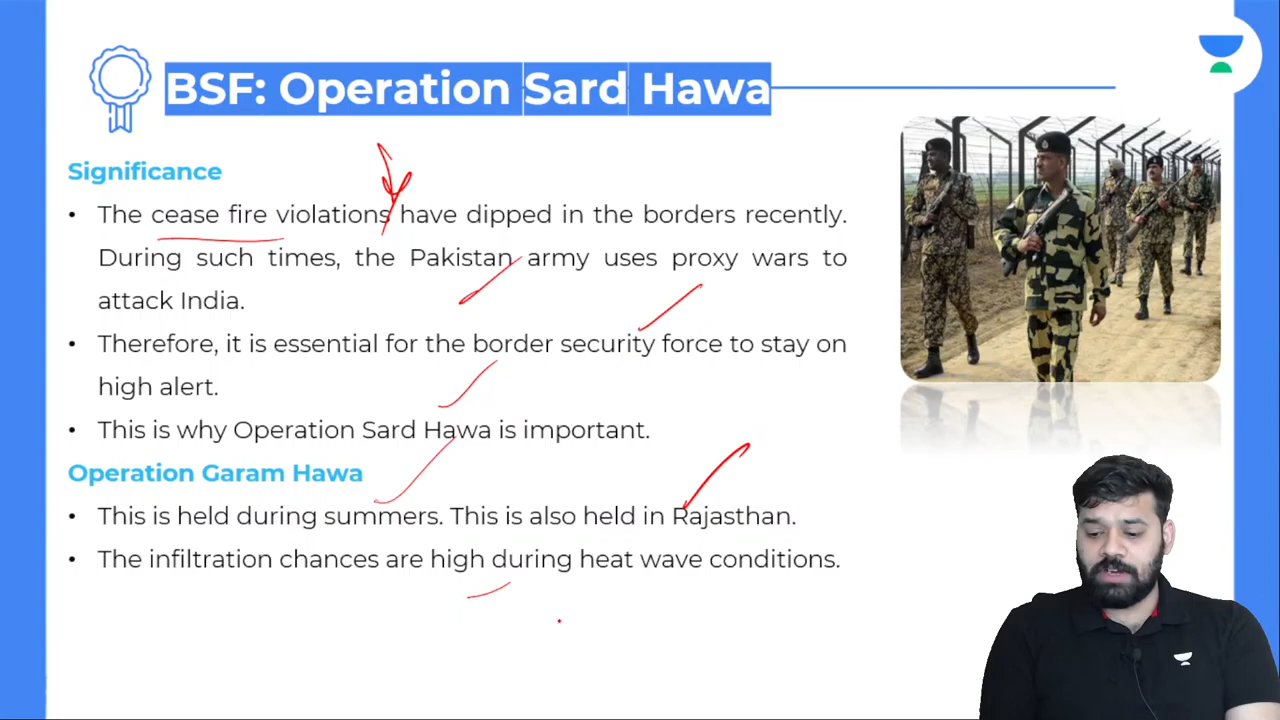 BSF: Operation Sard Hawa
Significance
• The cease fire violations have dipped in the borders recently.
During such times, the Pakistan army uses proxy wars to
attack India.
• Therefore, it is essential for the border security force to stay on
high alert.
• This is why Operation Sard Hawa is important.
Operation Garam Hawa
• This is held during summers. This is also held in Rajasthan.
• The infiltration chances are high during heat wave conditions.